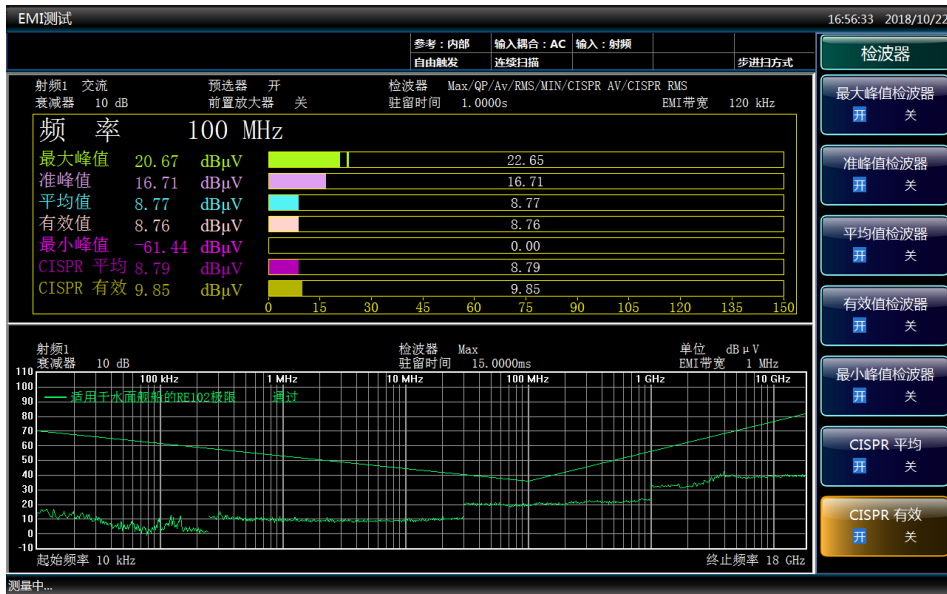 EMI测试 16:56:33 2018/10/22
参考：内部 输入耦合：AC 输入：射频
自由触发 连续扫描 步进扫方式
检波器
射频1 交流 预选器 开 检波器 Max/QP/Av/RMS/MIN/CISPR AV/CISPR RMS
衰减器 10 dB 前置放大器 关 驻留时间 1.0000s EMI带宽 120 kHz
频 率 100 MHz
最大峰值 20.67 dBμV 22.65
准峰值 16.71 dBμV 16.71
平均值 8.77 dBμV 8.77
有效值 8.76 dBμV 8.76
最小峰值 -61.44 dBμV 0.00
CISPR 平均 8.79 dBμV 8.79
CISPR 有效 9.85 dBμV 9.85
0 15 30 45 60 75 90 105 120 135 150
最大峰值检波器
开 关
准峰值检波器
开 关
平均值检波器
开 关
有效值检波器
开 关
最小峰值检波器
开 关
CISPR 平均
开 关
CISPR 有效
开 关
射频1 检波器 Max 单位 dBμV
衰减器 10 dB 驻留时间 15.0000ms EMI带宽 1 MHz
110
100
90
80
70
60
50
40
30
20
10
0
-10
100 kHz 1 MHz 10 MHz 100 MHz 1 GHz 10 GHz
适用于水面舰船的RE102极限 通过
起始频率 10 kHz 终止频率 18 GHz
测量中...